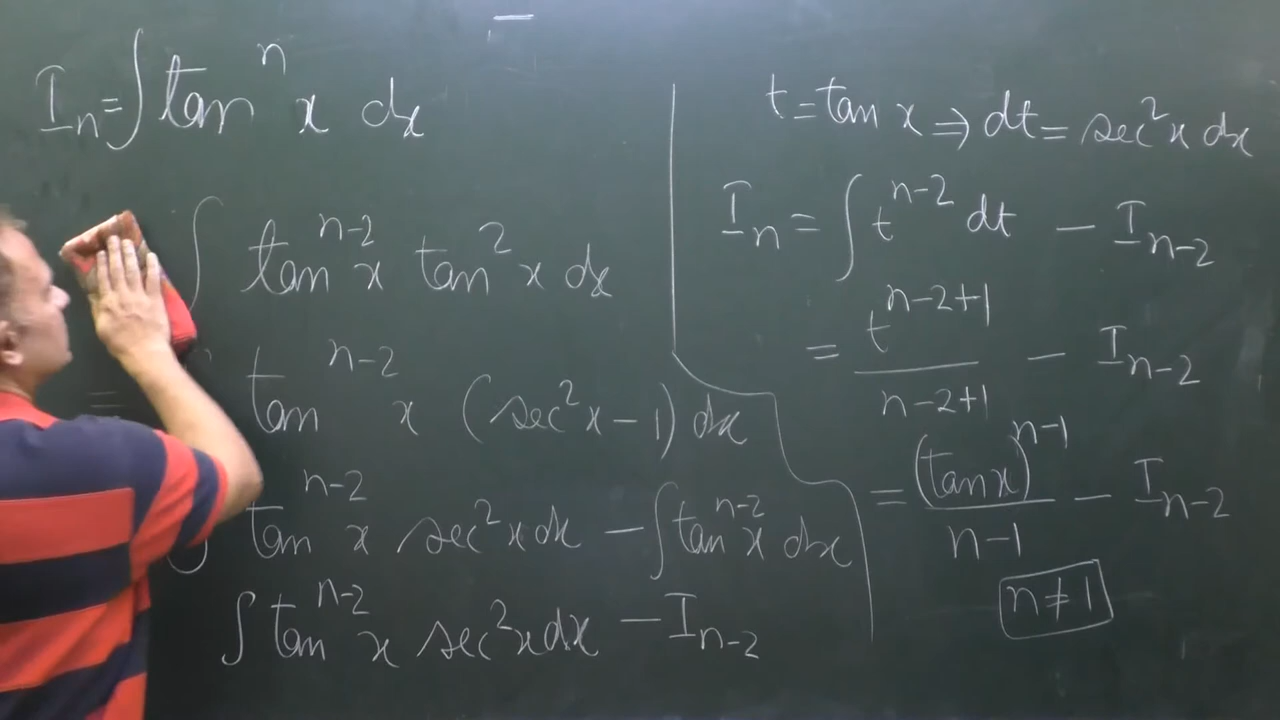 Iₙ = ∫ tanⁿ x dx
∫ tanⁿ⁻² x tan² x dx
= tanⁿ⁻² x (sec² x − 1) dx
∫ tanⁿ⁻² x sec² x dx − ∫ tanⁿ⁻² x dx
∫ tanⁿ⁻² x sec² x dx − Iₙ₋₂
t = tan x ⇒ dt = sec² x dx
Iₙ = ∫ tⁿ⁻² dt − Iₙ₋₂
= tⁿ⁻²⁺¹ / n−2+1 − Iₙ₋₂
= (tan x)ⁿ⁻¹ / n−1 − Iₙ₋₂
n ≠ 1